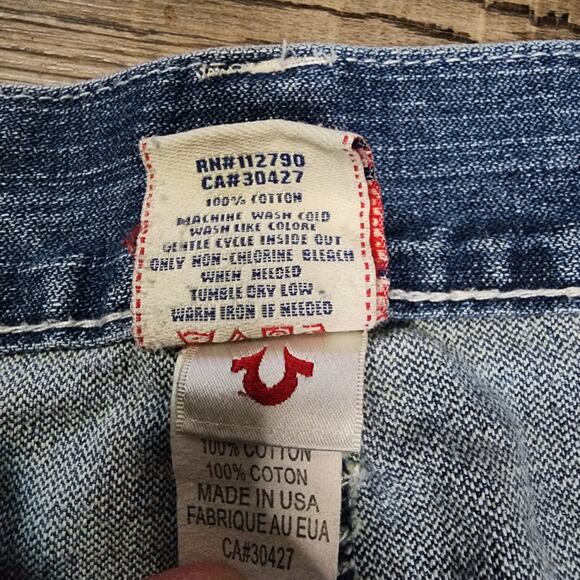 RN#112790
CA#30427
100% COTTON
MACHINE WASH COLD
WASH LIKE COLORE
GENTLE CYCLE INSIDE OUT
ONLY NON-CHLORINE BLEACH
WHEN NEEDED
TUMBLE DRY LOW
WARM IRON IF NEEDED
100% COTTON
100% COTON
MADE IN USA
FABRIQUE AU EUA
CA#30427